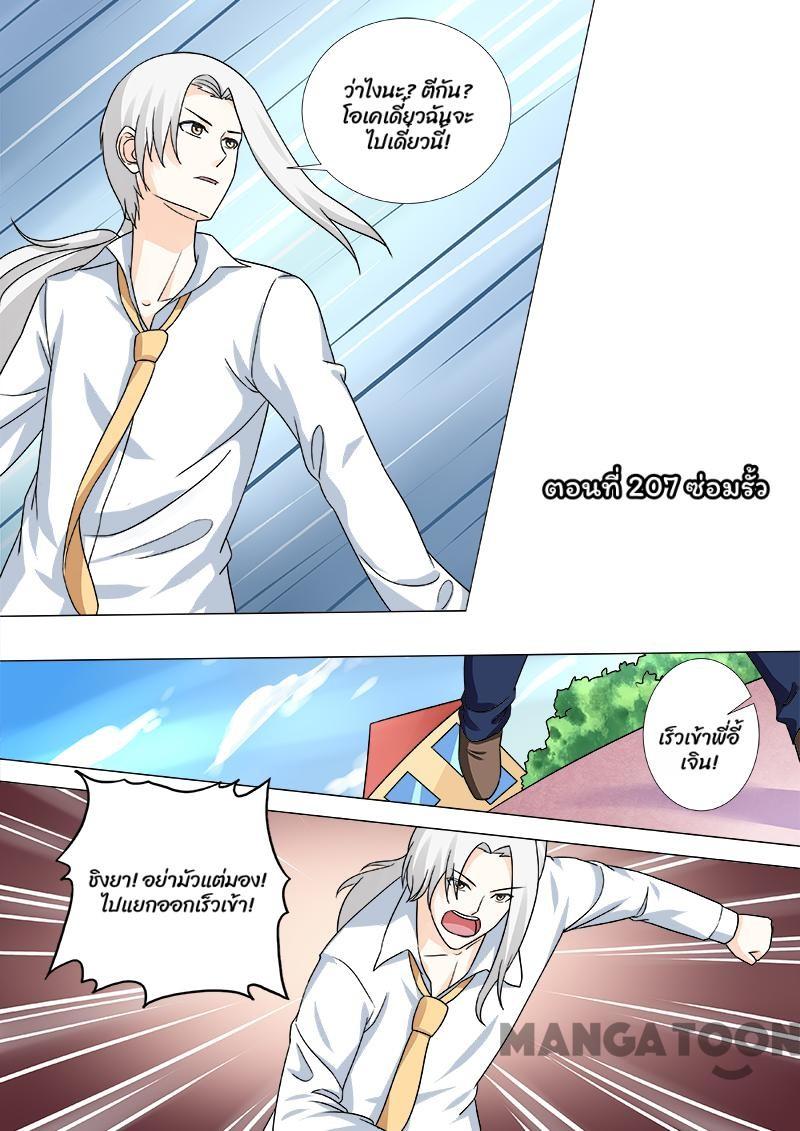 ว่าไงนะ? ตีกัน?
โอเคเดี๋ยวฉันจะ
ไปเดี๋ยวนี้!
ตอนที่ 207 ซ่อมรั้ว
เร็วเข้าพี่อี้
เจิน!
ชิงยา! อย่ามัวแต่มอง!
ไปแยกออกเร็วเข้า!
MANGATOON